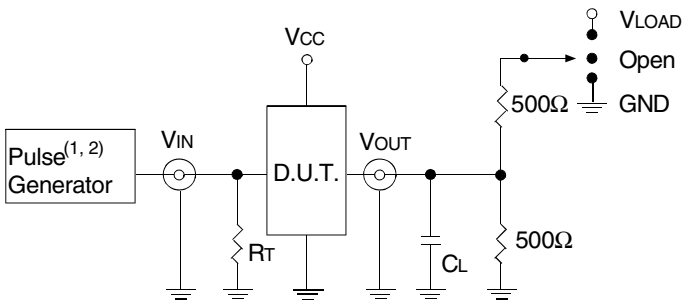 VLOAD
VCC
Open
500Ω
GND
Pulse(1, 2)
Generator
VIN
D.U.T.
VOUT
RT
CL
500Ω